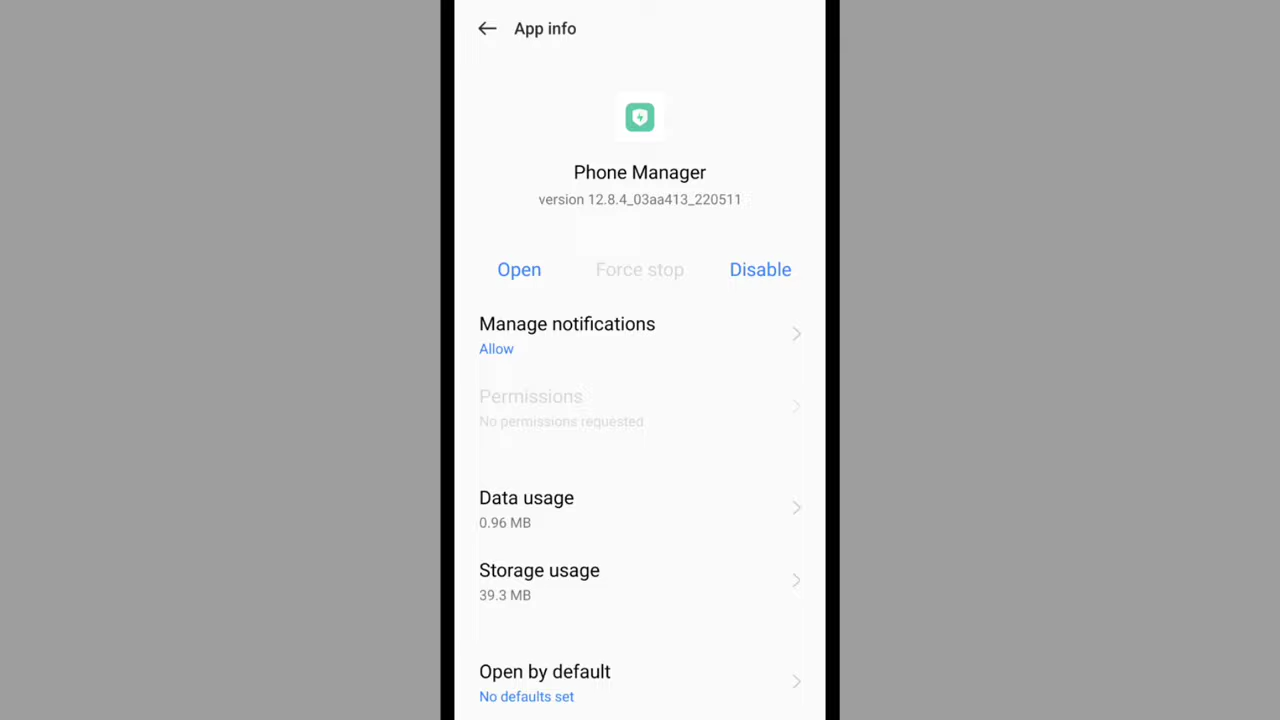 App info
Phone Manager
version 12.8.4_03aa413_220511
Open
Force stop
Disable
Manage notifications
Allow
Permissions
No permissions requested
Data usage
0.96 MB
Storage usage
39.3 MB
Open by default
No defaults set